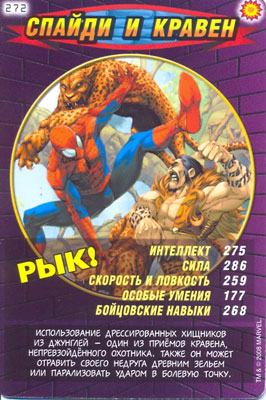 272
СПАЙДИ И КРАВЕН
РЫК!
ИНТЕЛЛЕКТ 275
СИЛА 286
СКОРОСТЬ И ЛОВКОСТЬ 259
ОСОБЫЕ УМЕНИЯ 177
БОЙЦОВСКИЕ НАВЫКИ 268
ИСПОЛЬЗОВАНИЕ ДРЕССИРОВАННЫХ ХИЩНИКОВ
ИЗ ДЖУНГЛЕЙ – ОДИН ИЗ ПРИЁМОВ КРАВЕНА,
НЕПРЕВЗОЙДЁННОГО ОХОТНИКА. ТАКЖЕ ОН МОЖЕТ
ОТРАВИТЬ СВОЕГО НЕДРУГА ДРЕВНИМ ЗЕЛЬЕМ
ИЛИ ПАРАЛИЗОВАТЬ УДАРОМ В БОЛЕВУЮ ТОЧКУ.
TM & © 2008 MARVEL.